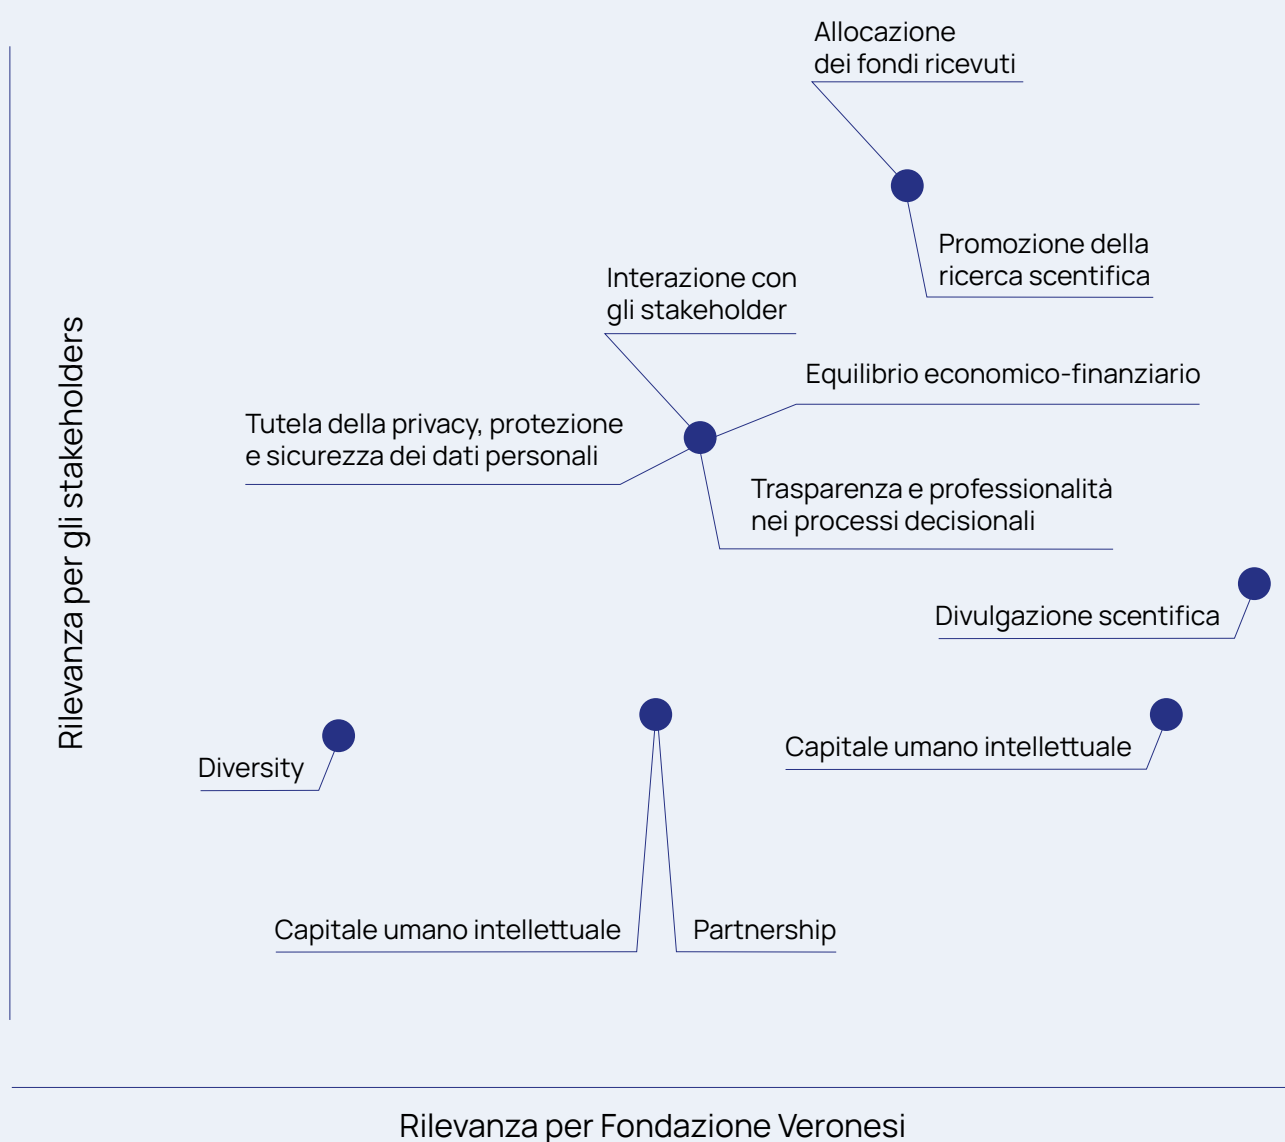 Allocazione
dei fondi ricevuti
Promozione della
ricerca scentifica
Interazione con
gli stakeholder
Equilibrio economico-finanziario
Tutela della privacy, protezione
e sicurezza dei dati personali
Trasparenza e professionalità
nei processi decisionali
Divulgazione scentifica
Capitale umano intellettuale
Diversity
Capitale umano intellettuale
Partnership
Rilevanza per gli stakeholders
Rilevanza per Fondazione Veronesi